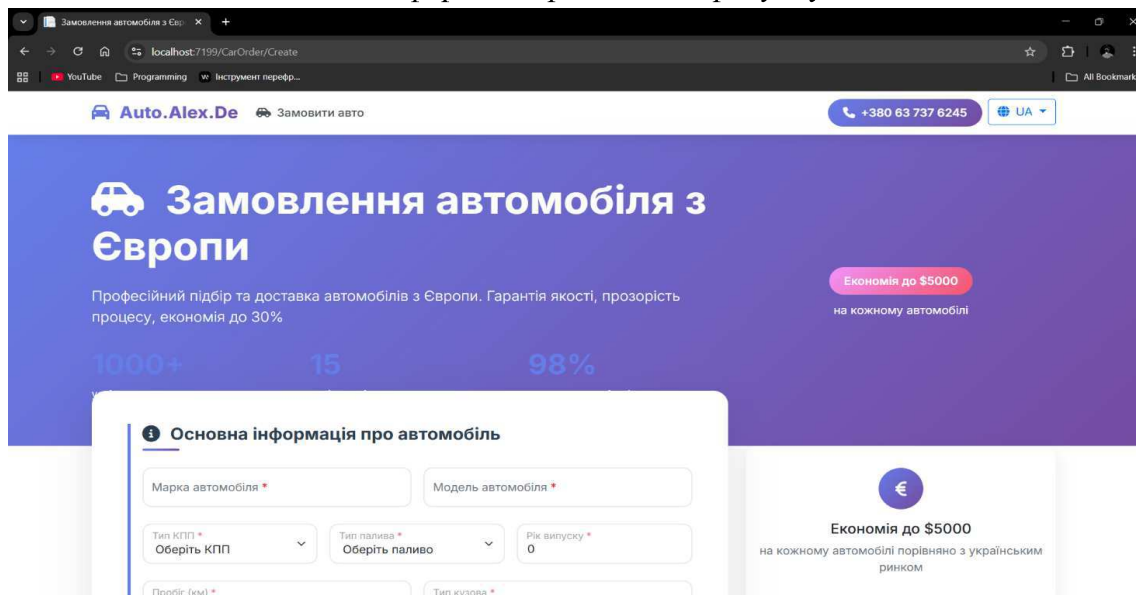 Замовлення автомобіля з Євр
localhost:7199/CarOrder/Create
YouTube Programming Інструмент перефр... All Bookmark
Auto.Alex.De Замовити авто +380 63 737 6245 UA
Замовлення автомобіля з
Європи
Професійний підбір та доставка автомобілів з Європи. Гарантія якості, прозорість
процесу, економія до 30%
Економія до $5000
на кожному автомобілі
1000+ 15 98%
Основна інформація про автомобіль
Марка автомобіля * Модель автомобіля *
Тип КПП * Тип палива * Рік випуску *
Оберіть КПП Оберіть паливо 0
Пробіг (км) * Тип кузова *
€
Економія до $5000
на кожному автомобілі порівняно з українським
ринком